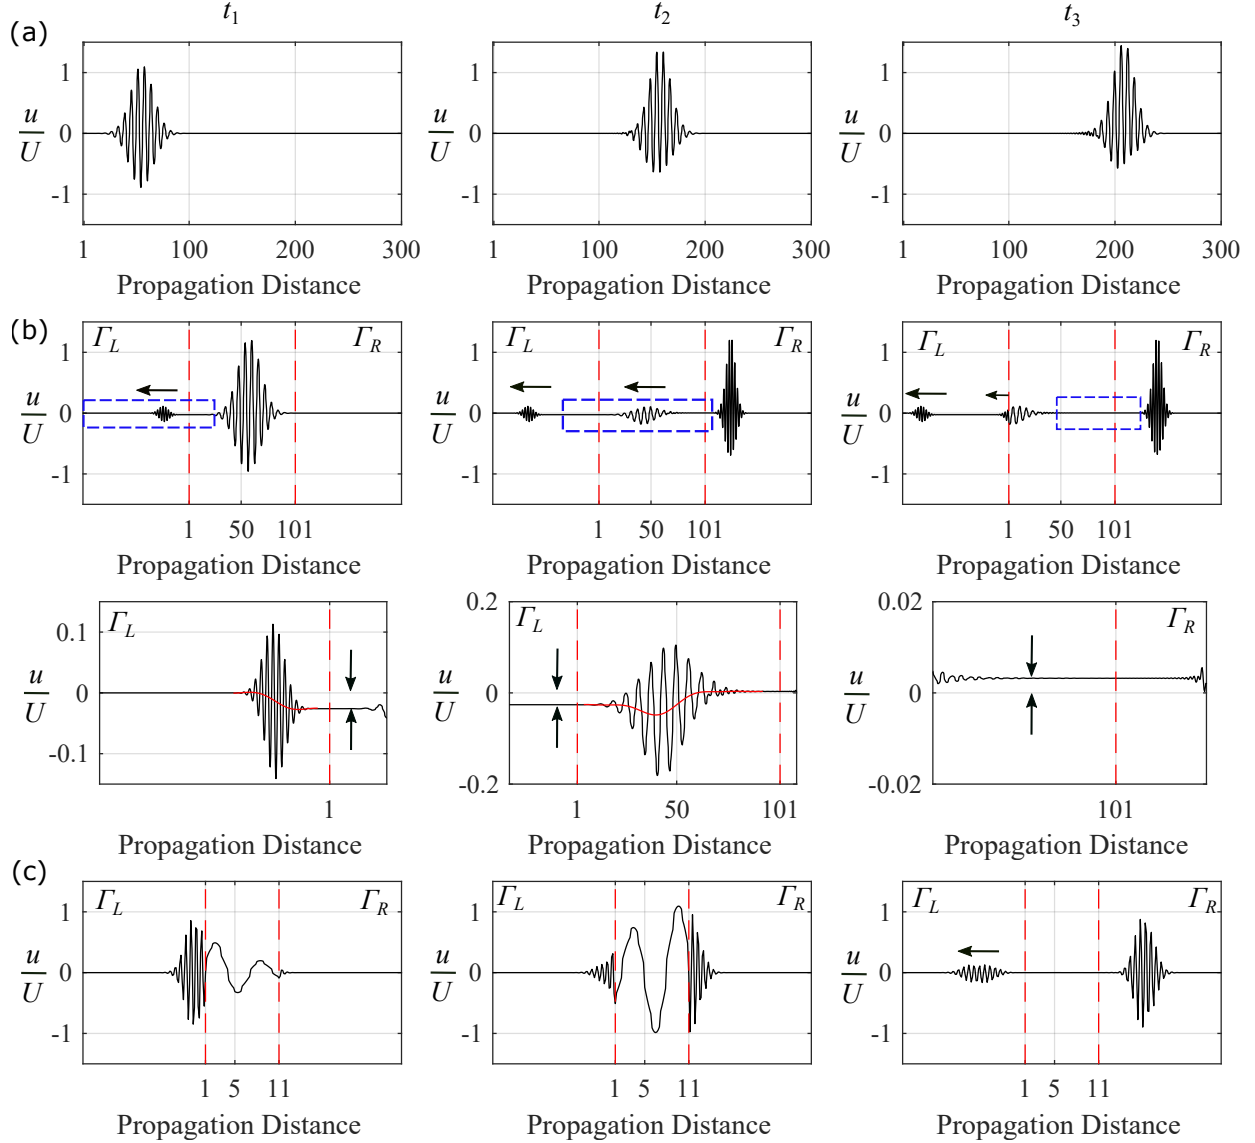 t1 t2 t3
(a)
u/U 1 0 -1 1 0 -1 1 0 -1
1 100 200 300 1 100 200 300 1 100 200 300
Propagation Distance Propagation Distance Propagation Distance
(b)
ΓL ΓR ΓL ΓR ΓL ΓR
u/U 1 0 -1 u/U 1 0 -1 u/U 1 0 -1
1 50 101 1 50 101 1 50 101
Propagation Distance Propagation Distance Propagation Distance
ΓL ΓL ΓR
u/U 0.1 0 -0.1 u/U 0.2 0 -0.2 u/U 0.02 0 -0.02
1 1 50 101 101
Propagation Distance Propagation Distance Propagation Distance
(c)
ΓL ΓR ΓL ΓR ΓL ΓR
u/U 1 0 -1 u/U 1 0 -1 u/U 1 0 -1
1 5 11 1 5 11 1 5 11
Propagation Distance Propagation Distance Propagation Distance